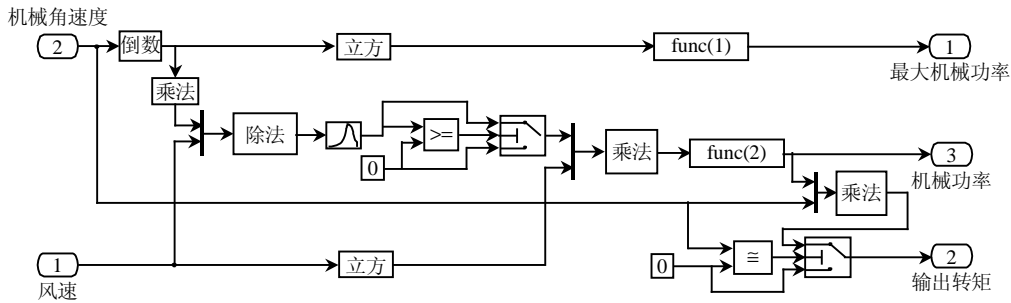 机械角速度
2
倒数
立方
func(1)
1
最大机械功率
乘法
除法
>=
0
乘法
func(2)
3
机械功率
乘法
1
风速
立方
0
≅
2
输出转矩